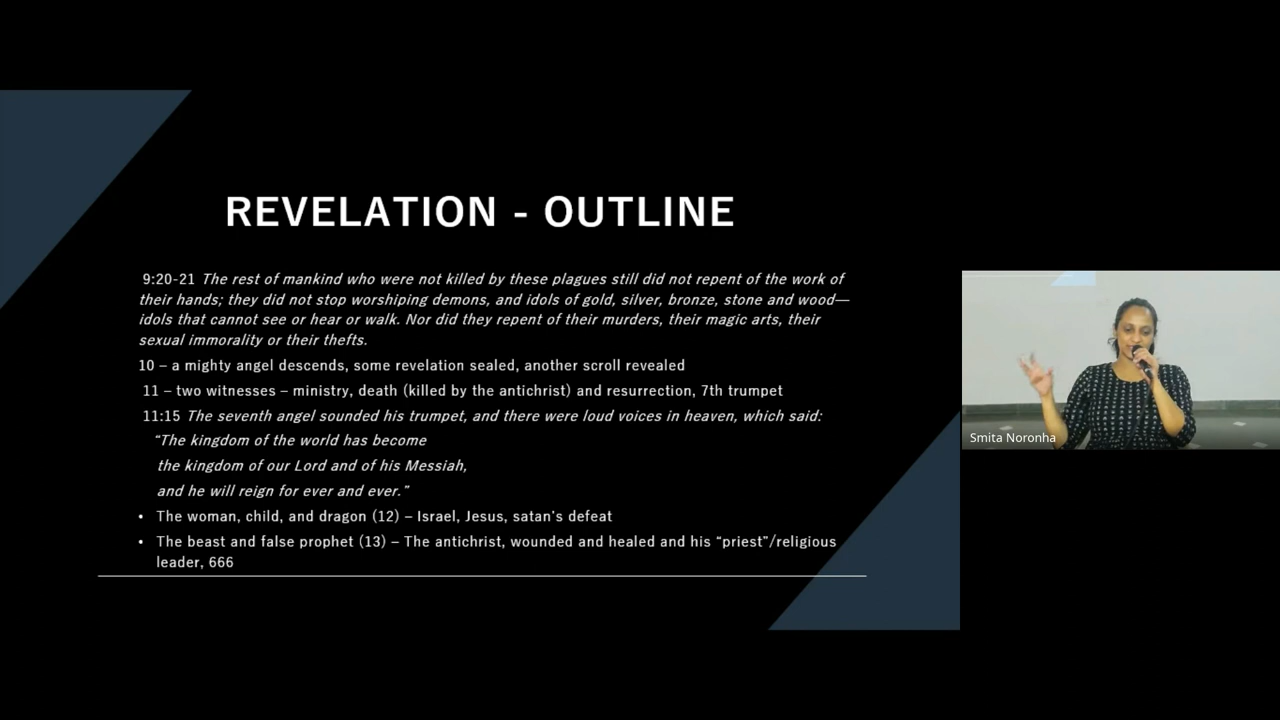 REVELATION - OUTLINE
9:20-21 The rest of mankind who were not killed by these plagues still did not repent of the work of
their hands; they did not stop worshiping demons, and idols of gold, silver, bronze, stone and wood—
idols that cannot see or hear or walk. Nor did they repent of their murders, their magic arts, their
sexual immorality or their thefts.
10 – a mighty angel descends, some revelation sealed, another scroll revealed
11 – two witnesses – ministry, death (killed by the antichrist) and resurrection, 7th trumpet
11:15 The seventh angel sounded his trumpet, and there were loud voices in heaven, which said:
“The kingdom of the world has become
the kingdom of our Lord and of his Messiah,
and he will reign for ever and ever.”
• The woman, child, and dragon (12) – Israel, Jesus, satan's defeat
• The beast and false prophet (13) – The antichrist, wounded and healed and his “priest”/religious
leader, 666
Smita Noronha